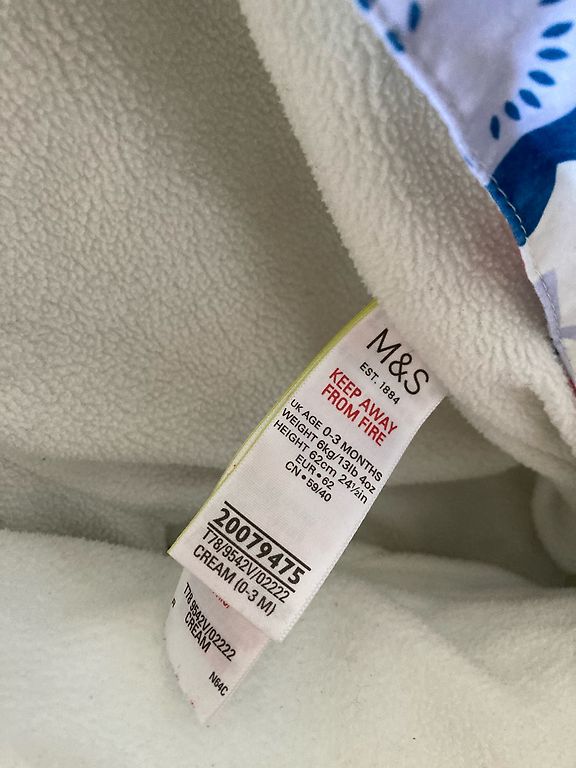 M&S
EST. 1884
KEEP AWAY
FROM FIRE
UK AGE 0-3 MONTHS
WEIGHT 6kg/13lb 4oz
HEIGHT 62cm 24½in
EUR•62
CN•59/40
20079475
T78/9542V/02222
CREAM (0-3 M)
T78 9542V/02222
CREAM
N64C